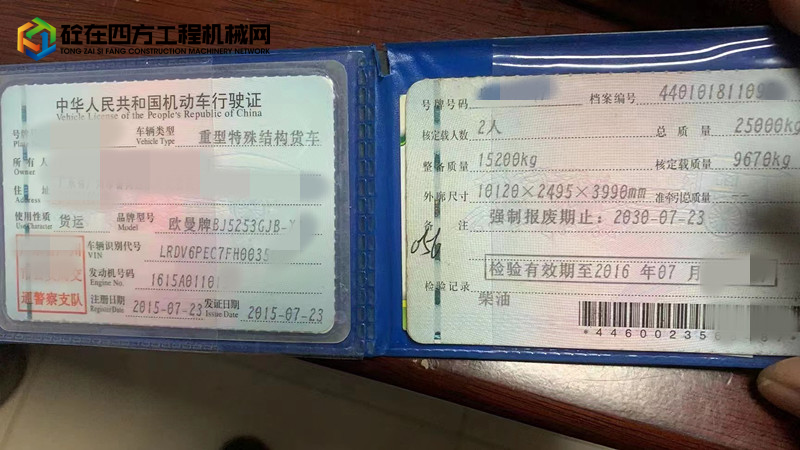 砼在四方工程机械网
TONG ZAI SI FANG CONSTRUCTION MACHINERY NETWORK
中华人民共和国机动车行驶证
Vehicle License of the People's Republic of China
车辆类型 重型特殊结构货车
Vehicle Type
所有人
Owner
住址
Address
使用性质 货运 品牌型号 欧曼牌BJ5253GJB-
Use Character Model
车辆识别代号 LRDV6PEC7FH0035
VIN
发动机号码 1615A01101
Engine No.
通警察支队
注册日期 2015-07-23 发证日期 2015-07-23
Register Date Issue Date
号牌号码 档案编号 44010181109
核定载人数 2人 总质量 25000kg
整备质量 15200kg 核定载质量 9670kg
外廓尺寸 10120×2495×3990mm 准牵引总质量
备注 强制报废期止：2030-07-23
056
检验有效期至2016年07月
检验记录
柴油
*44600235